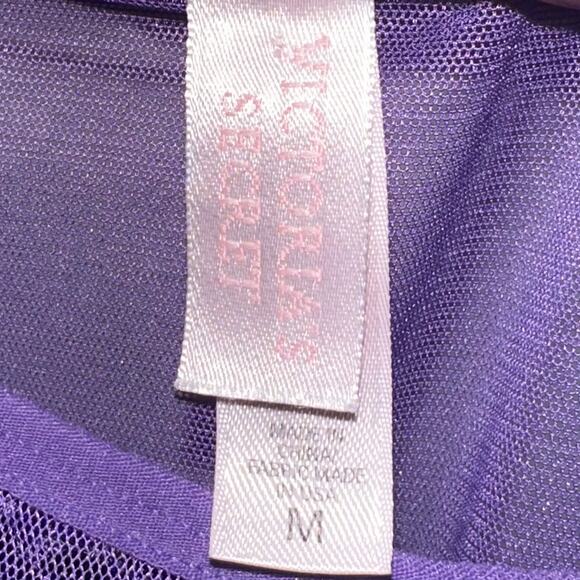 VICTORIA'S
SECRET
MADE IN
CHINA/
FABRIC MADE
IN USA
M